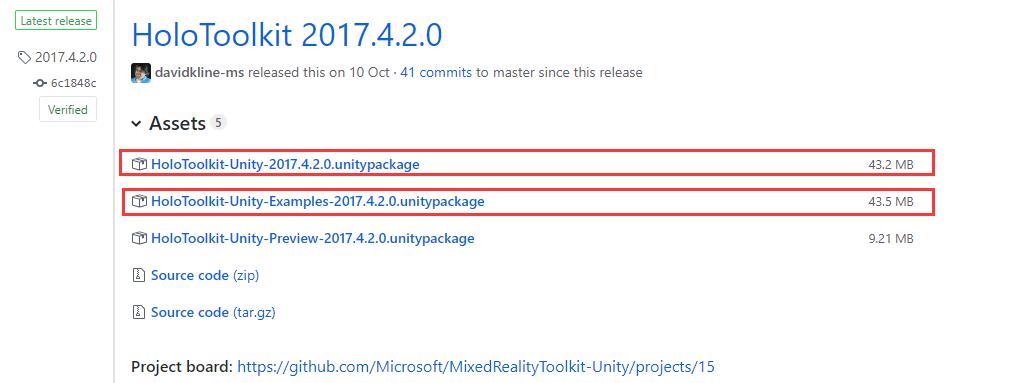 Latest release
2017.4.2.0
6c1848c
Verified
HoloToolkit 2017.4.2.0
davidkline-ms released this on 10 Oct · 41 commits to master since this release
Assets 5
HoloToolkit-Unity-2017.4.2.0.unitypackage 43.2 MB
HoloToolkit-Unity-Examples-2017.4.2.0.unitypackage 43.5 MB
HoloToolkit-Unity-Preview-2017.4.2.0.unitypackage 9.21 MB
Source code (zip)
Source code (tar.gz)
Project board: https://github.com/Microsoft/MixedRealityToolkit-Unity/projects/15